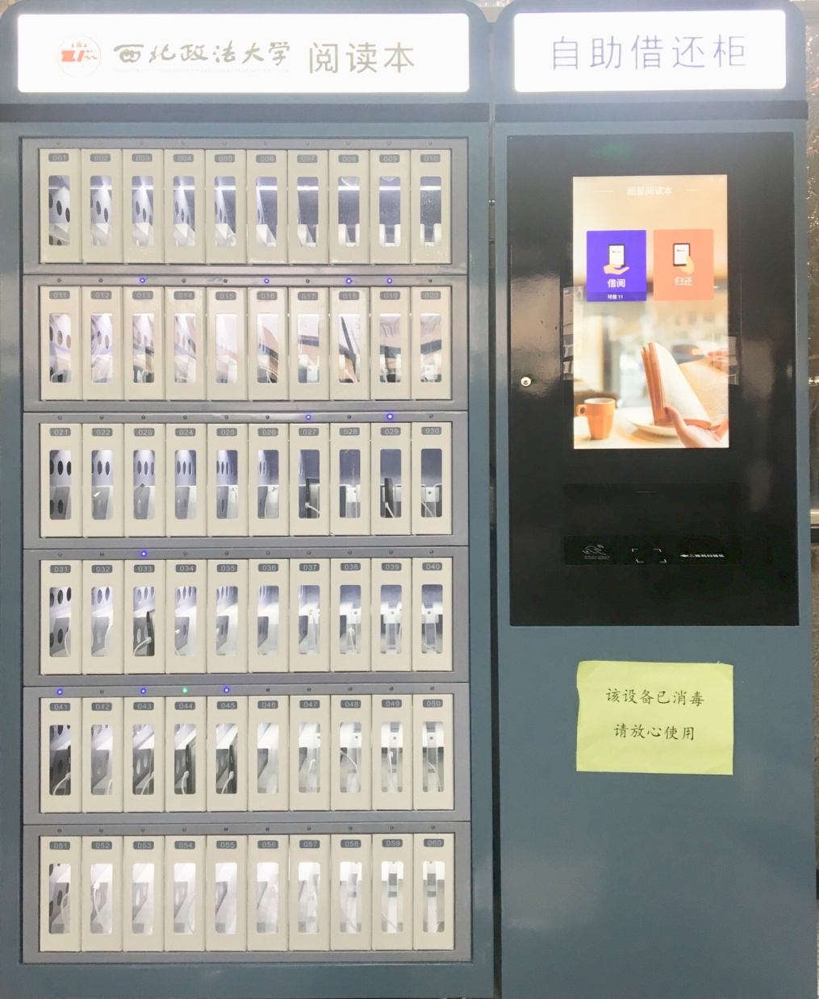 西北政法大学 阅读本
自助借还柜
001 002 003 004 005 006 007 008 009 010
011 012 013 014 015 016 017 018 019 020
021 022 023 024 025 026 027 028 029 030
031 032 033 034 035 036 037 038 039 040
041 042 043 044 045 046 047 048 049 050
051 052 053 054 055 056 057 058 059 060
超星阅读本
借阅
可借 11
归还
该设备已消毒
请放心使用